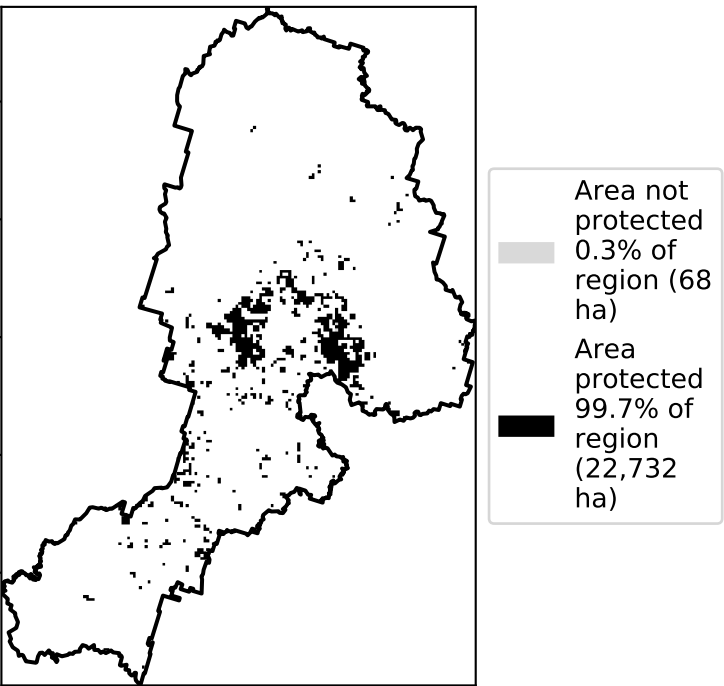 Area not
protected
0.3% of
region (68
ha)
Area
protected
99.7% of
region
(22,732
ha)